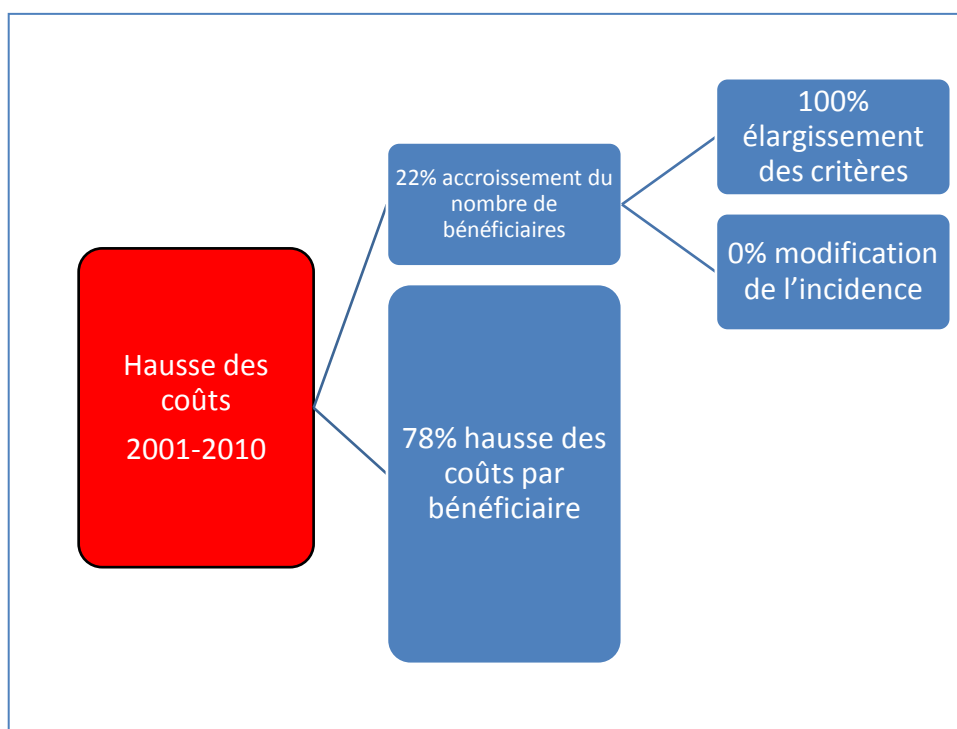 Hausse des
coûts
2001-2010
22% accroissement du
nombre de
bénéficiaires
78% hausse des
coûts par
bénéficiaire
100%
élargissement
des critères
0% modification
de l’incidence